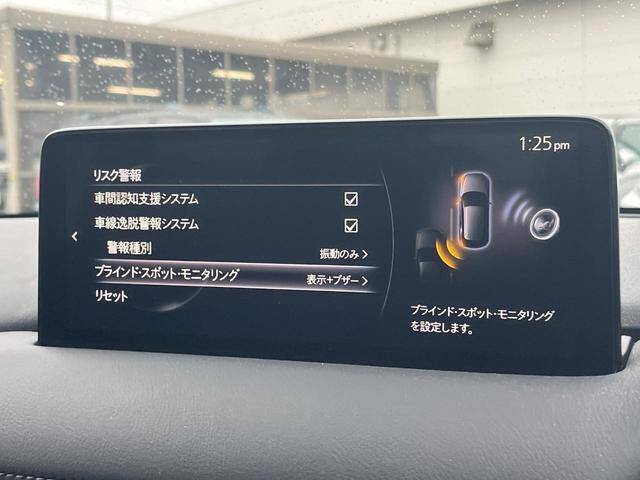 1:25pm
リスク警報
車間認知支援システム
車線逸脱警報システム
警報種別 振動のみ
ブラインド・スポット・モニタリング 表示+ブザー
リセット
ブラインド・スポット・モニタリング
を設定します。